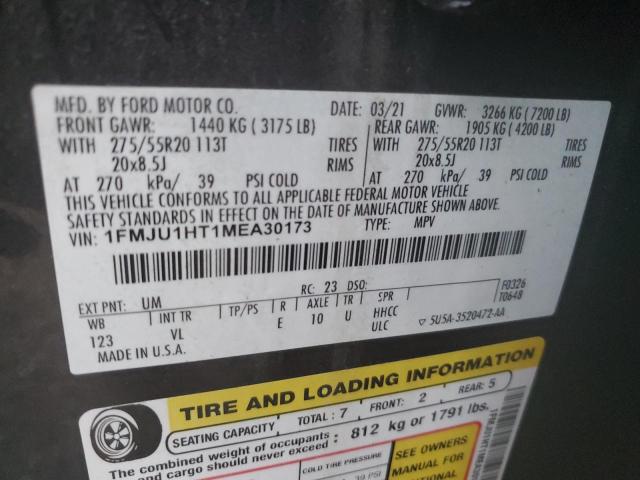 MFD. BY FORD MOTOR CO. DATE: 03/21 GVWR: 3266 KG ( 7200 LB)
FRONT GAWR: 1440 KG ( 3175 LB) REAR GAWR: 1905 KG ( 4200 LB)
WITH 275/55R20 113T TIRES WITH 275/55R20 113T TIRES
20x8.5J RIMS 20x8.5J RIMS
AT 270 kPa/ 39 PSI COLD AT 270 kPa/ 39 PSI COLD
THIS VEHICLE CONFORMS TO ALL APPLICABLE FEDERAL MOTOR VEHICLE
SAFETY STANDARDS IN EFFECT ON THE DATE OF MANUFACTURE SHOWN ABOVE.
VIN: 1FMJU1HT1MEA30173 TYPE: MPV
EXT PNT: UM RC: 23 DSO: F0326
WB INT TR TP/PS R AXLE TR SPR T0648
123 VL E 10 U HHCC
ULC ▽ 5U5A-3520472-AA
MADE IN U.S.A.
TIRE AND LOADING INFORMATION
SEATING CAPACITY TOTAL : 7 FRONT: 2 REAR: 5
The combined weight of occupants : 812 kg or 1791 lbs.
and cargo should never exceed :
COLD TIRE PRESSURE
SEE OWNERS
MANUAL FOR
39 PSI